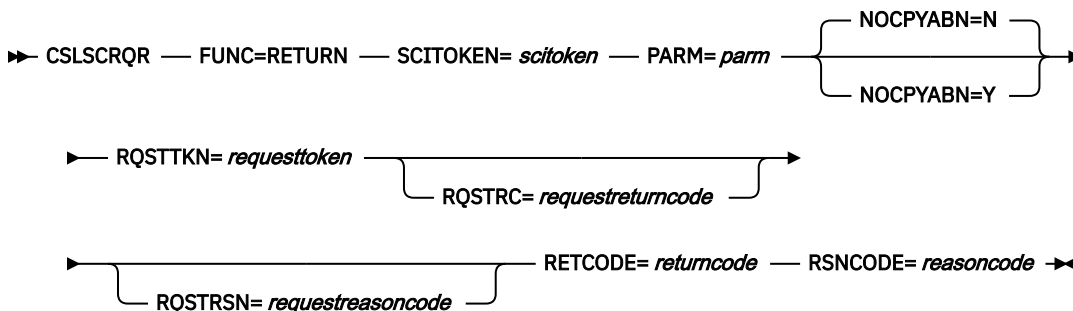 NOCPYABN=N
CSLSCRQR FUNC=RETURN SCITOKEN= scitoken PARM= parm
NOCPYABN=Y
RQSTTKN= requesttoken
RQSTRC= requestreturncode
RETCODE= returncode RSNCODE= reasoncode
RQSTRSN= requestreasoncode